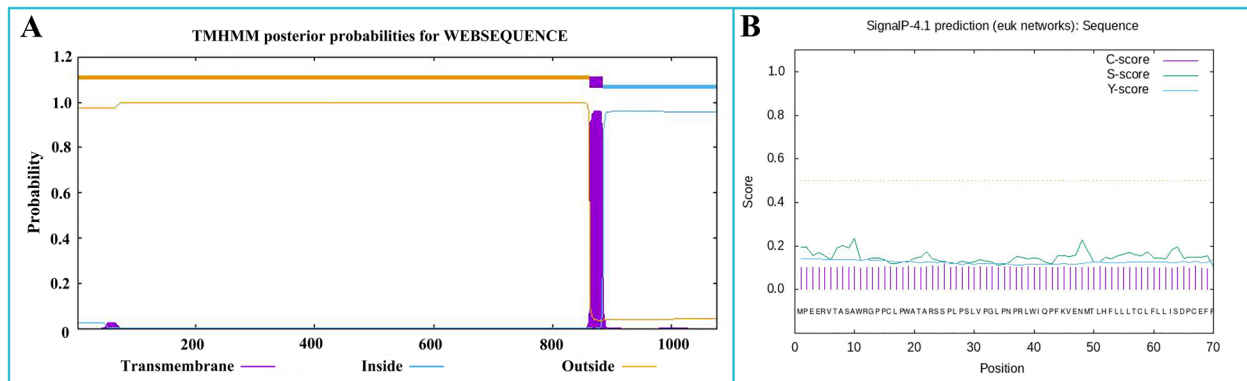 A
TMHMM posterior probabilities for WEBSEQUENCE
1.2
1.0
0.8
0.6
0.4
0.2
0
Probability
200
400
600
800
1000
Transmembrane
Inside
Outside
B
SignalP-4.1 prediction (euk networks): Sequence
C-score
S-score
Y-score
1.0
0.8
0.6
0.4
0.2
0.0
Score
MPEERVTASAWRGPPCLPWATARSSPLPSLVPGLPNPRLWIQPFKVENMTLHFLLLTCLFLLISDPCEFF
0
10
20
30
40
50
60
70
Position